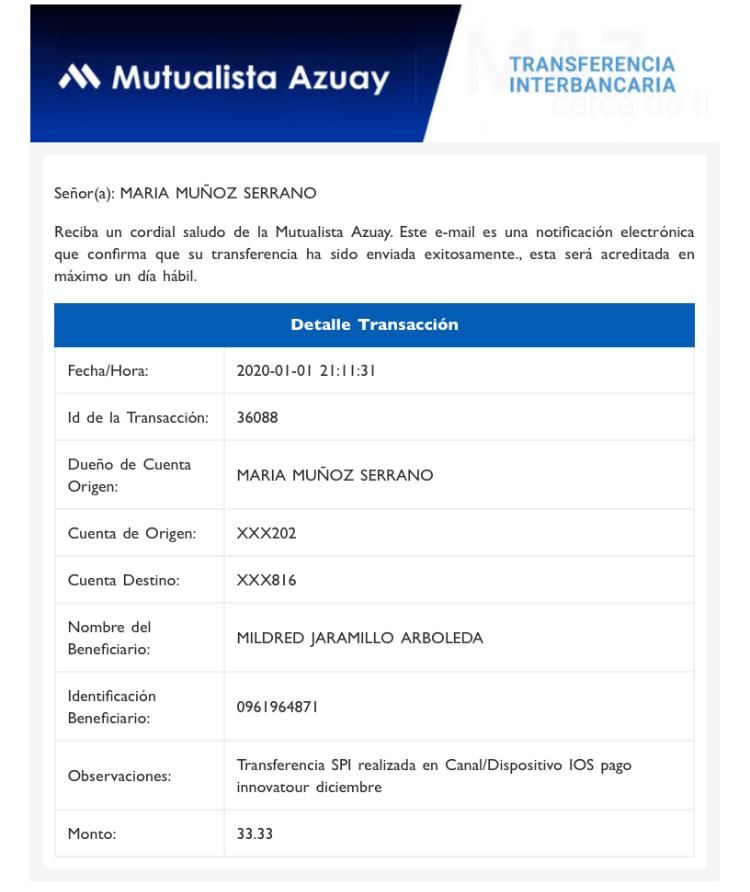 Mutualista Azuay
MAZ
TRANSFERENCIA
INTERBANCARIA
cerca de ti
Señor(a): MARIA MUÑOZ SERRANO
Reciba un cordial saludo de la Mutualista Azuay. Este e-mail es una notificación electrónica
que confirma que su transferencia ha sido enviada exitosamente., esta será acreditada en
máximo un día hábil.
Detalle Transacción
Fecha/Hora: 2020-01-01 21:11:31
Id de la Transacción: 36088
Dueño de Cuenta
Origen:
MARIA MUÑOZ SERRANO
Cuenta de Origen: XXX202
Cuenta Destino: XXX816
Nombre del
Beneficiario:
MILDRED JARAMILLO ARBOLEDA
Identificación
Beneficiario:
0961964871
Observaciones:
Transferencia SPI realizada en Canal/Dispositivo IOS pago
innovatour diciembre
Monto: 33.33